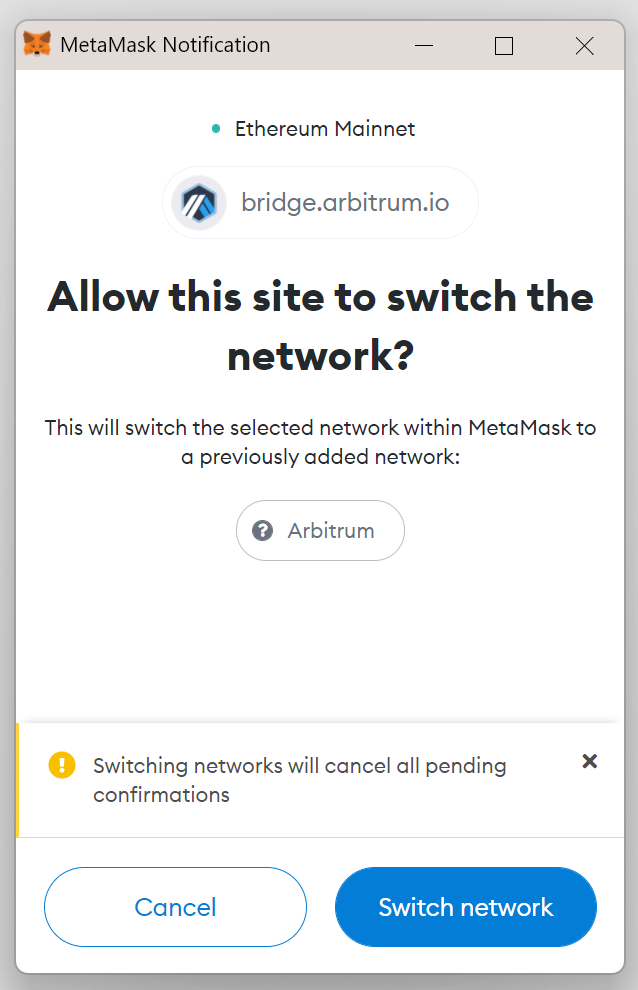 MetaMask Notification
Ethereum Mainnet
bridge.arbitrum.io
Allow this site to switch the
network?
This will switch the selected network within MetaMask to
a previously added network:
? Arbitrum
! Switching networks will cancel all pending
confirmations
Cancel
Switch network